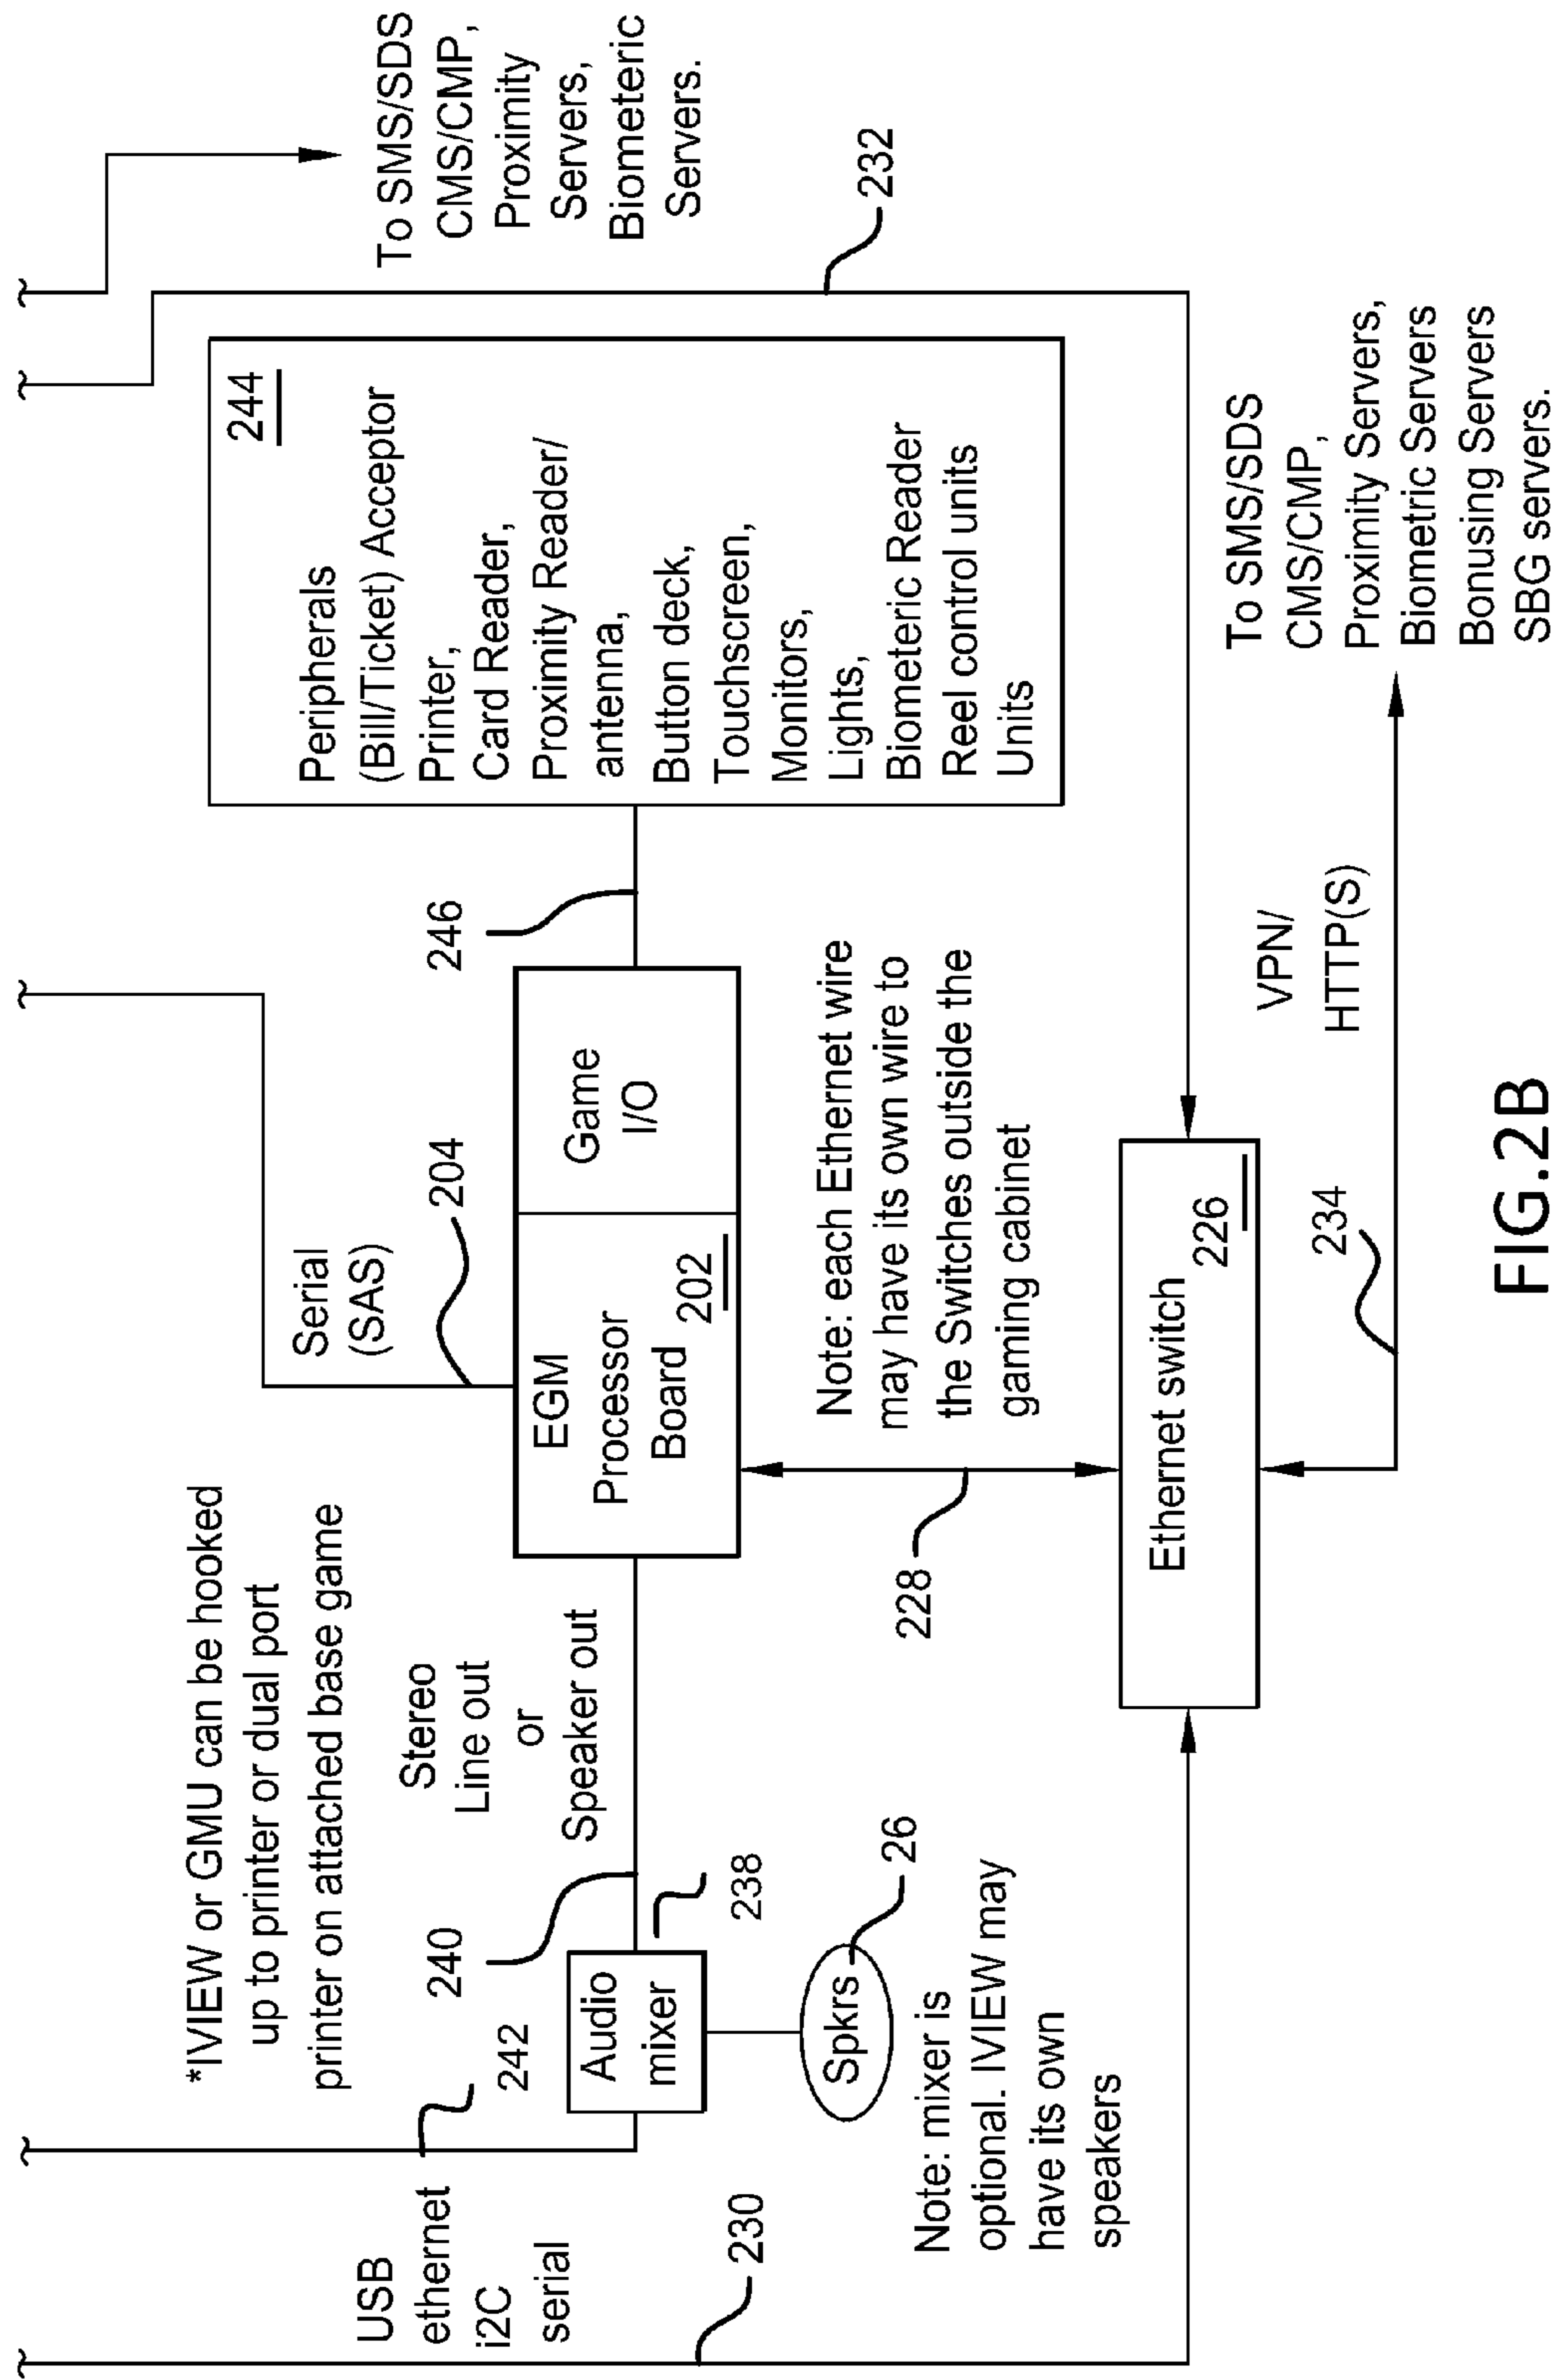 *IVIEW or GMU can be hooked
up to printer or dual port
printer on attached base game
USB
ethernet
i2C
serial
242
240
Stereo
Line out
or
Speaker out
Serial
(SAS)
204
246
244
Peripherals
(Bill/Ticket) Acceptor
Printer,
Card Reader,
Proximity Reader/
antenna,
Button deck,
Touchscreen,
Monitors,
Lights,
Biometeric Reader
Reel control units
Units
To SMS/SDS
CMS/CMP,
Proximity
Servers,
Biometeric
Servers.
232
Audio
mixer
238
EGM
Processor
Board
202
Game
I/O
230
Spkrs
26
Note: mixer is
optional. IVIEW may
have its own
speakers
228
Note: each Ethernet wire
may have its own wire to
the Switches outside the
gaming cabinet
Ethernet switch
226
234
VPN/
HTTP(S)
To SMS/SDS
CMS/CMP,
Proximity Servers,
Biometric Servers
Bonusing Servers
SBG servers.
FIG.2B